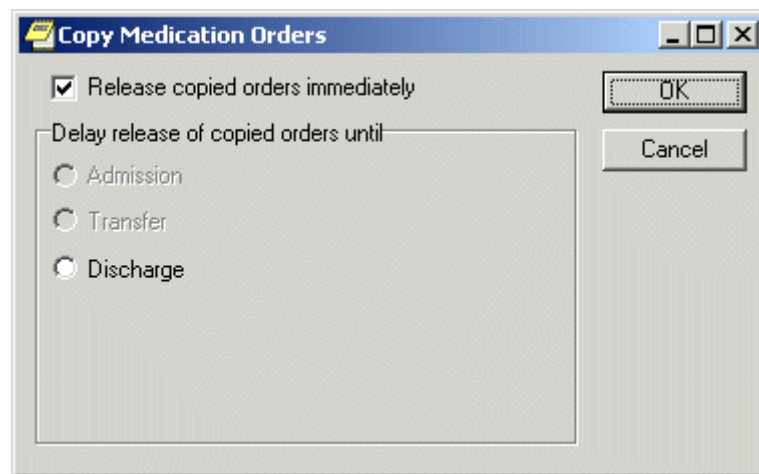 Copy Medication Orders
Release copied orders immediately
OK
Delay release of copied orders until
Cancel
Admission
Transfer
Discharge